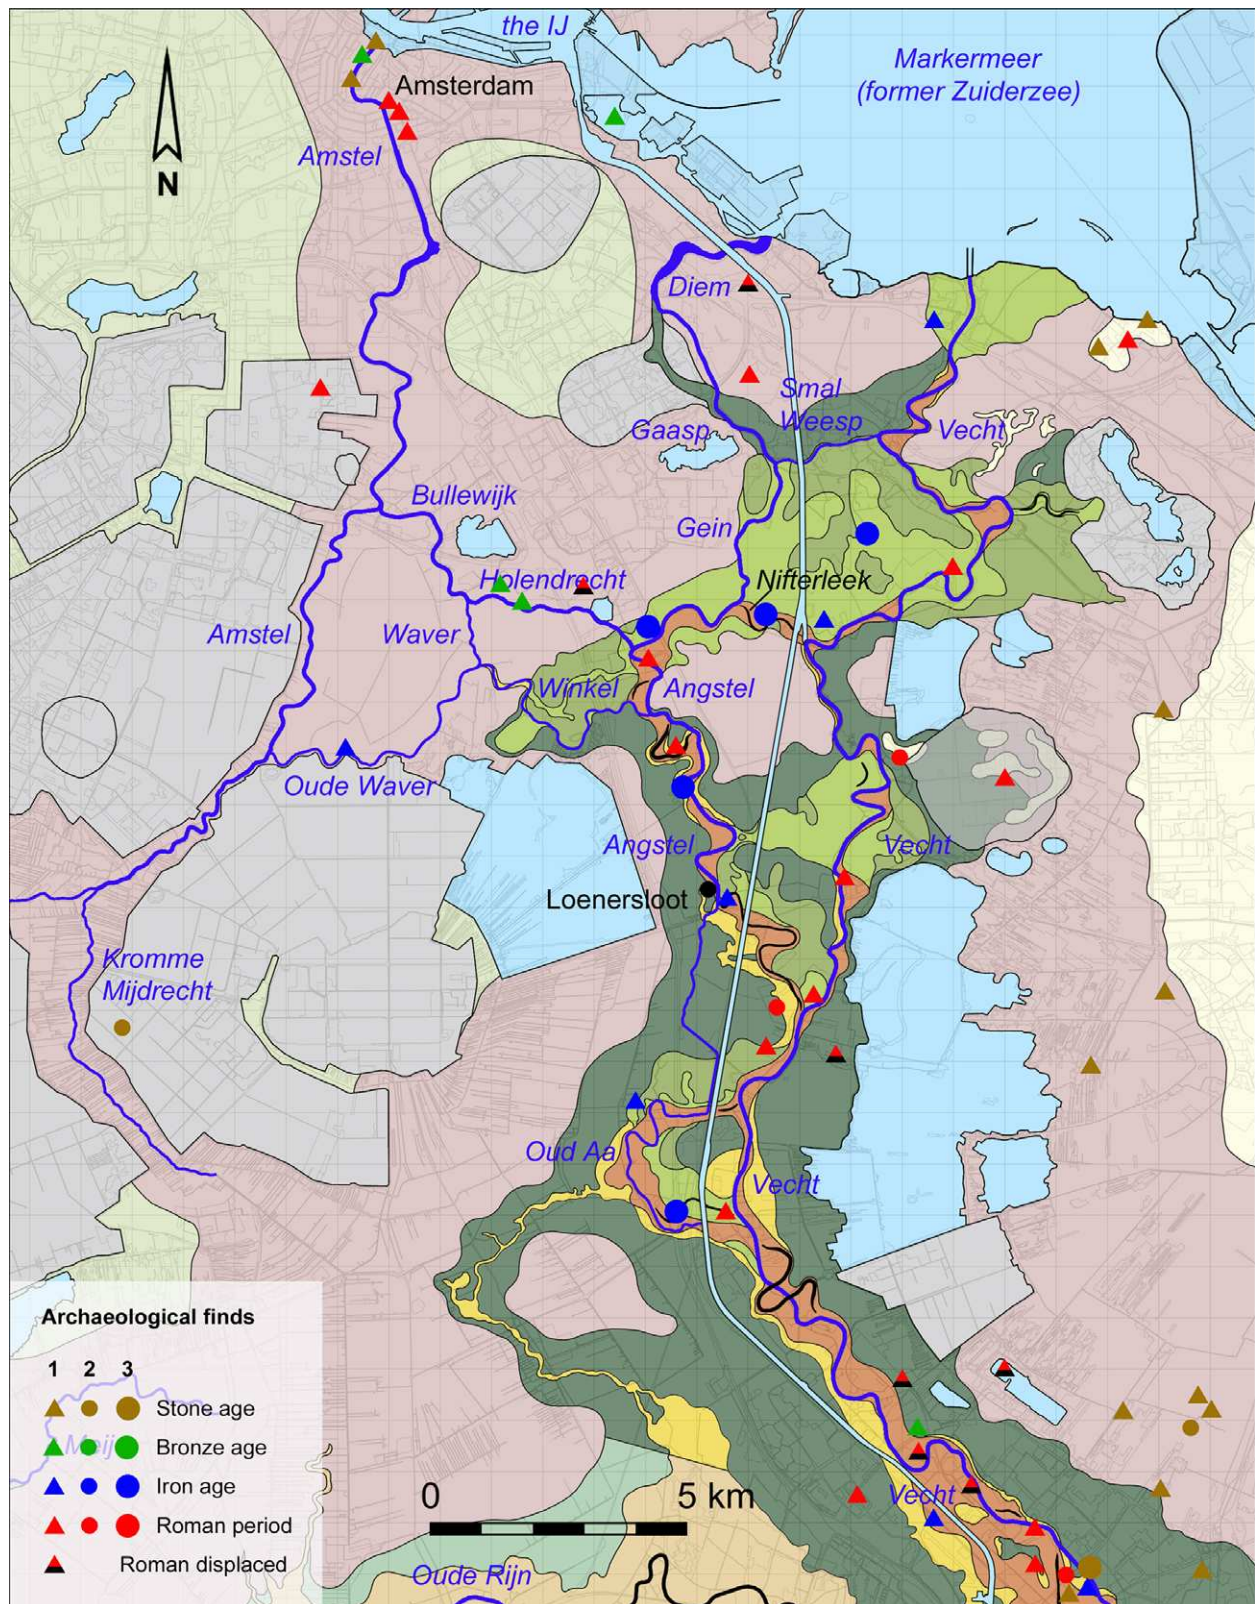 the IJ
Markermeer
(former Zuiderzee)
Amsterdam
Amstel
N
Diem
Smal
Weesp
Gaasp
Vecht
Bullewijk
Gein
Holendrecht
Nifterleek
Amstel
Waver
Winkel
Angstel
Oude Waver
Angstel
Vecht
Loenersloot
Kromme
Mijdrecht
Oud Aa
Vecht
Archaeological finds
1 2 3
Stone age
Bronze age
Meije
Iron age
Roman period
Roman displaced
0 5 km
Vecht
Oude Rijn